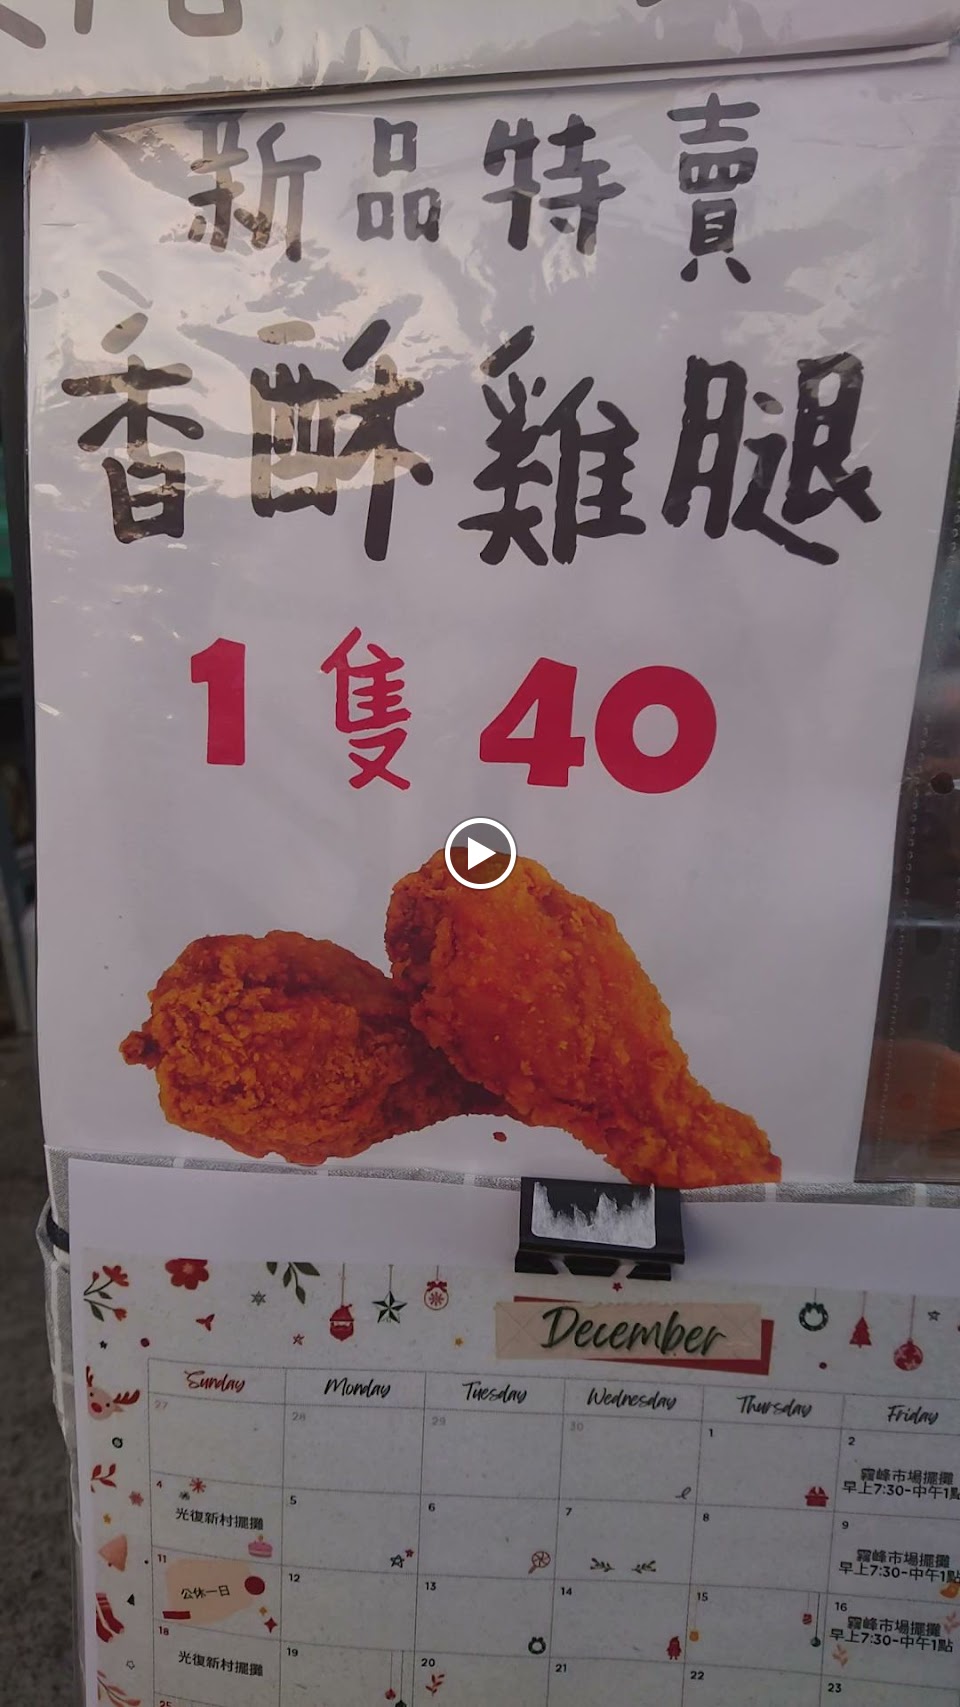 新品特賣
香酥雞腿
1隻 40
December
Sunday Monday Tuesday Wednesday Thursday Friday
27 28 29 30 1 2
霧峰市場擺攤
早上7:30-中午1點
4 5 6 7 8 9
光復新村擺攤
霧峰市場擺攤
早上7:30-中午1點
11 12 13 14 15 16
公休一日
霧峰市場擺攤
早上7:30-中午1點
18 19 20 21 22 23
光復新村擺攤
25